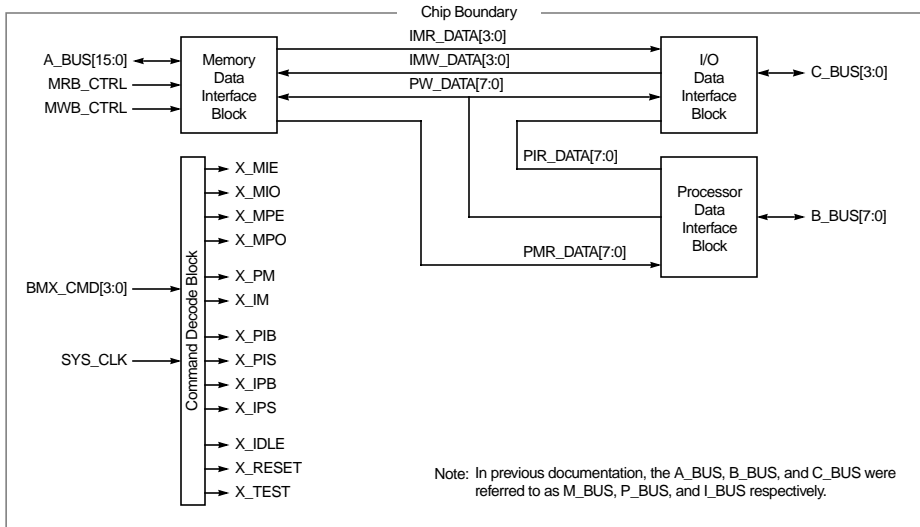 Chip Boundary
IMR_DATA[3:0]
A_BUS[15:0]
MRB_CTRL
MWB_CTRL
Memory
Data
Interface
Block
IMW_DATA[3:0]
PW_DATA[7:0]
I/O
Data
Interface
Block
C_BUS[3:0]
PIR_DATA[7:0]
Processor
Data
Interface
Block
B_BUS[7:0]
PMR_DATA[7:0]
BMX_CMD[3:0]
SYS_CLK
Command Decode Block
X_MIE
X_MIO
X_MPE
X_MPO
X_PM
X_IM
X_PIB
X_PIS
X_IPB
X_IPS
X_IDLE
X_RESET
X_TEST
Note: In previous documentation, the A_BUS, B_BUS, and C_BUS were
referred to as M_BUS, P_BUS, and I_BUS respectively.